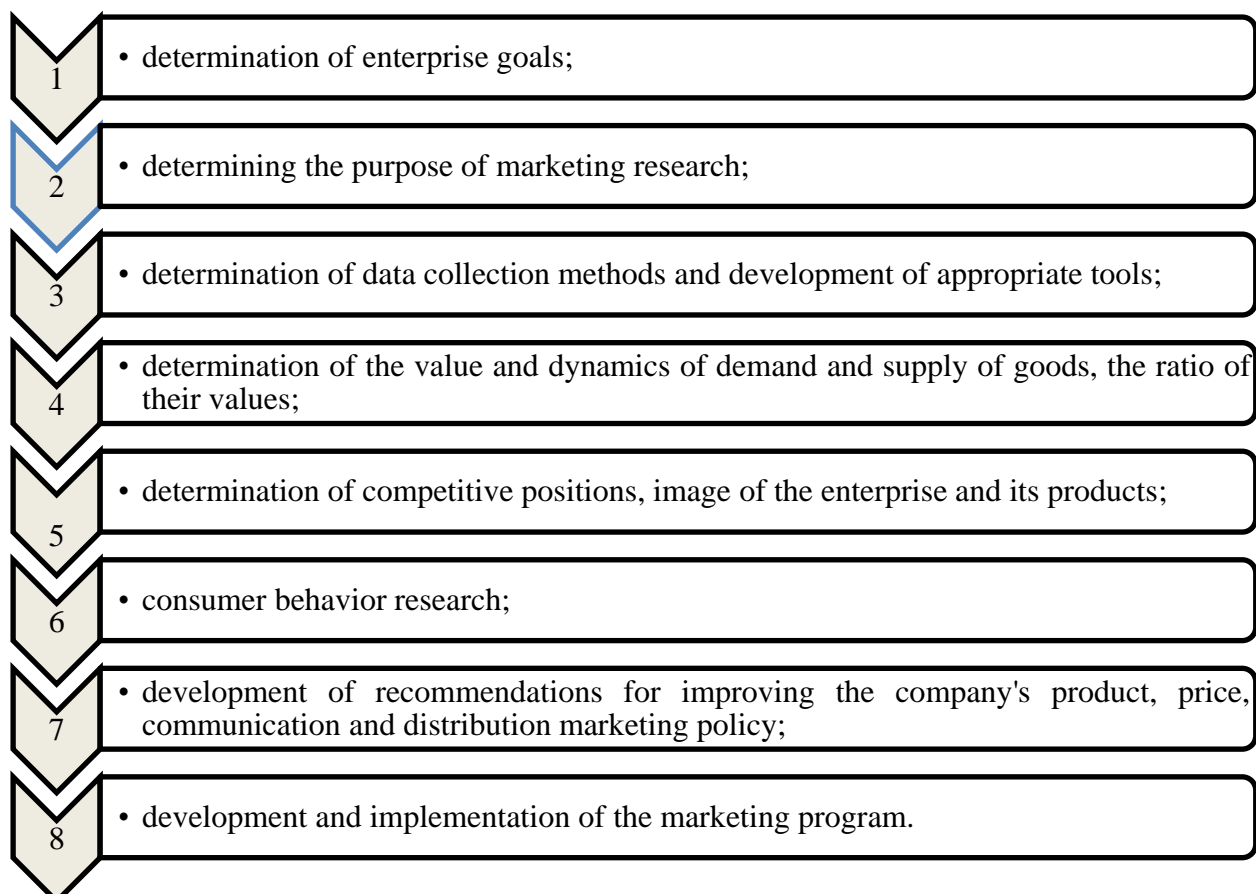 1
• determination of enterprise goals;
2
• determining the purpose of marketing research;
3
• determination of data collection methods and development of appropriate tools;
4
• determination of the value and dynamics of demand and supply of goods, the ratio of
their values;
5
• determination of competitive positions, image of the enterprise and its products;
6
• consumer behavior research;
7
• development of recommendations for improving the company's product, price,
communication and distribution marketing policy;
8
• development and implementation of the marketing program.